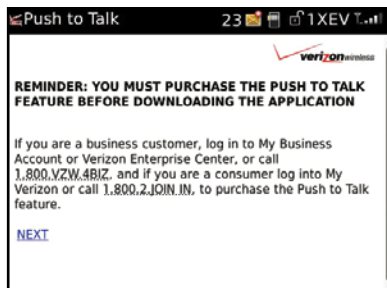 Push to Talk 23 1XEV
verizonwireless
REMINDER: YOU MUST PURCHASE THE PUSH TO TALK
FEATURE BEFORE DOWNLOADING THE APPLICATION
If you are a business customer, log in to My Business
Account or Verizon Enterprise Center, or call
1.800.VZW.4BIZ, and if you are a consumer log into My
Verizon or call 1.800.2.JOIN.IN, to purchase the Push to Talk
feature.
NEXT